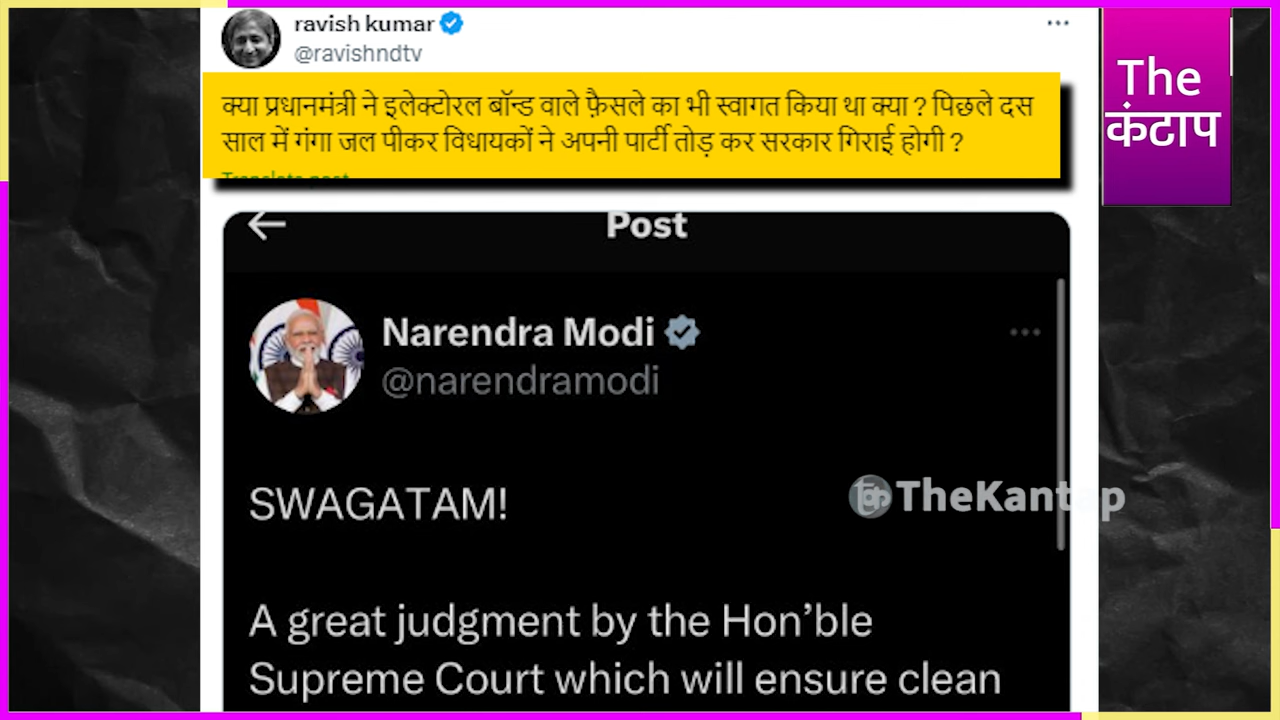 ravish kumar
@ravishndtv
क्या प्रधानमंत्री ने इलेक्टोरल बॉन्ड वाले फ़ैसले का भी स्वागत किया था क्या ? पिछले दस
साल में गंगा जल पीकर विधायकों ने अपनी पार्टी तोड़ कर सरकार गिराई होगी ?
Translate post
The
कंटाप
Post
Narendra Modi
@narendramodi
SWAGATAM!
TheKantap
A great judgment by the Hon’ble
Supreme Court which will ensure clean